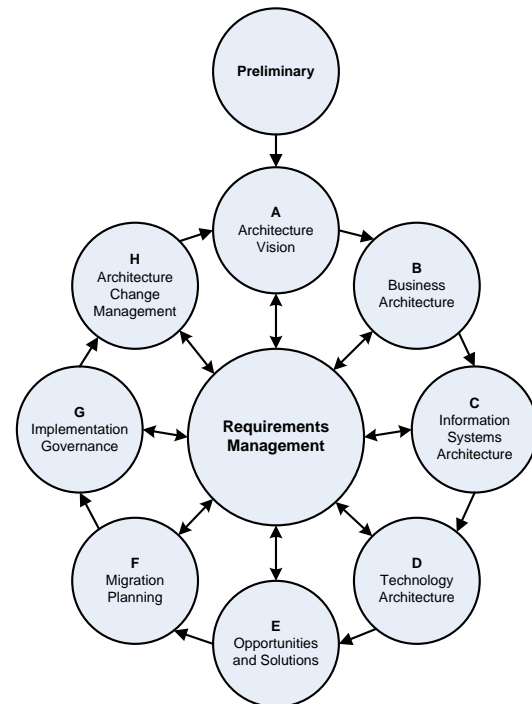 Preliminary
A
Architecture
Vision
B
Business
Architecture
C
Information
Systems
Architecture
D
Technology
Architecture
E
Opportunities
and Solutions
F
Migration
Planning
G
Implementation
Governance
H
Architecture
Change
Management
Requirements
Management